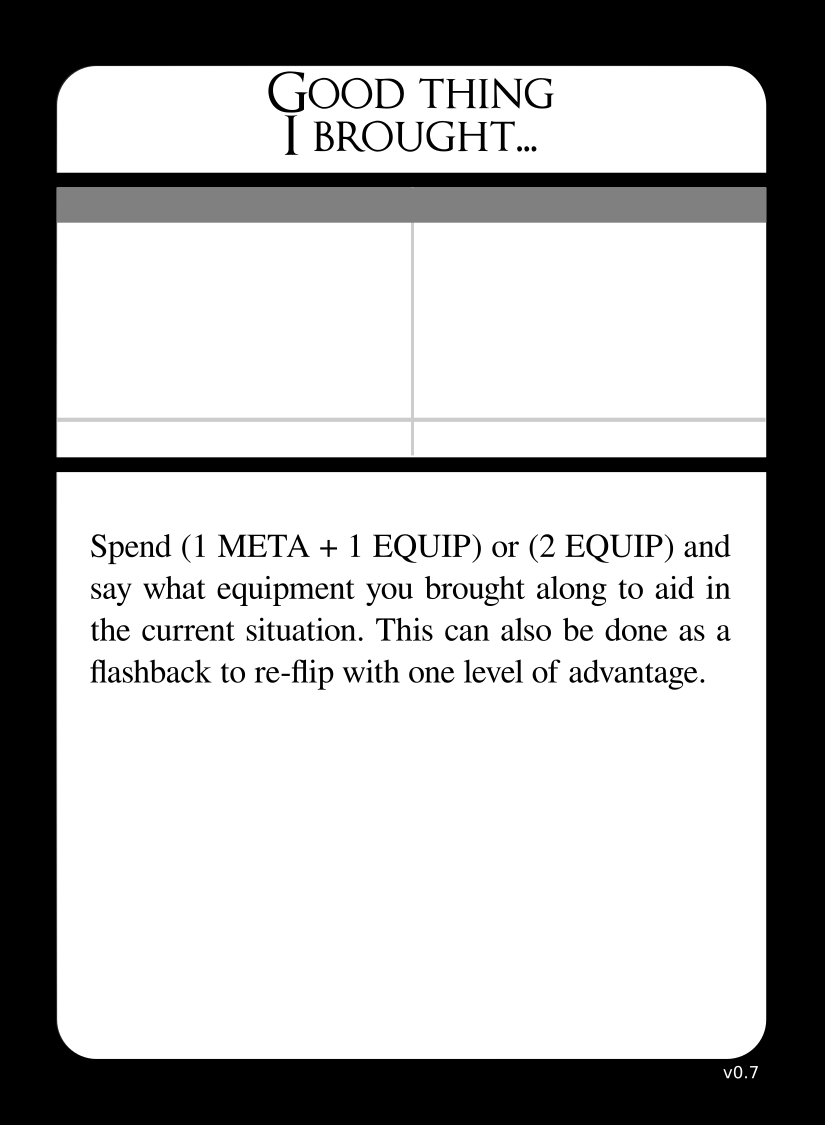 Good thing
I brought...
Spend (1 META + 1 EQUIP) or (2 EQUIP) and
say what equipment you brought along to aid in
the current situation. This can also be done as a
flashback to re-flip with one level of advantage.
v0.7